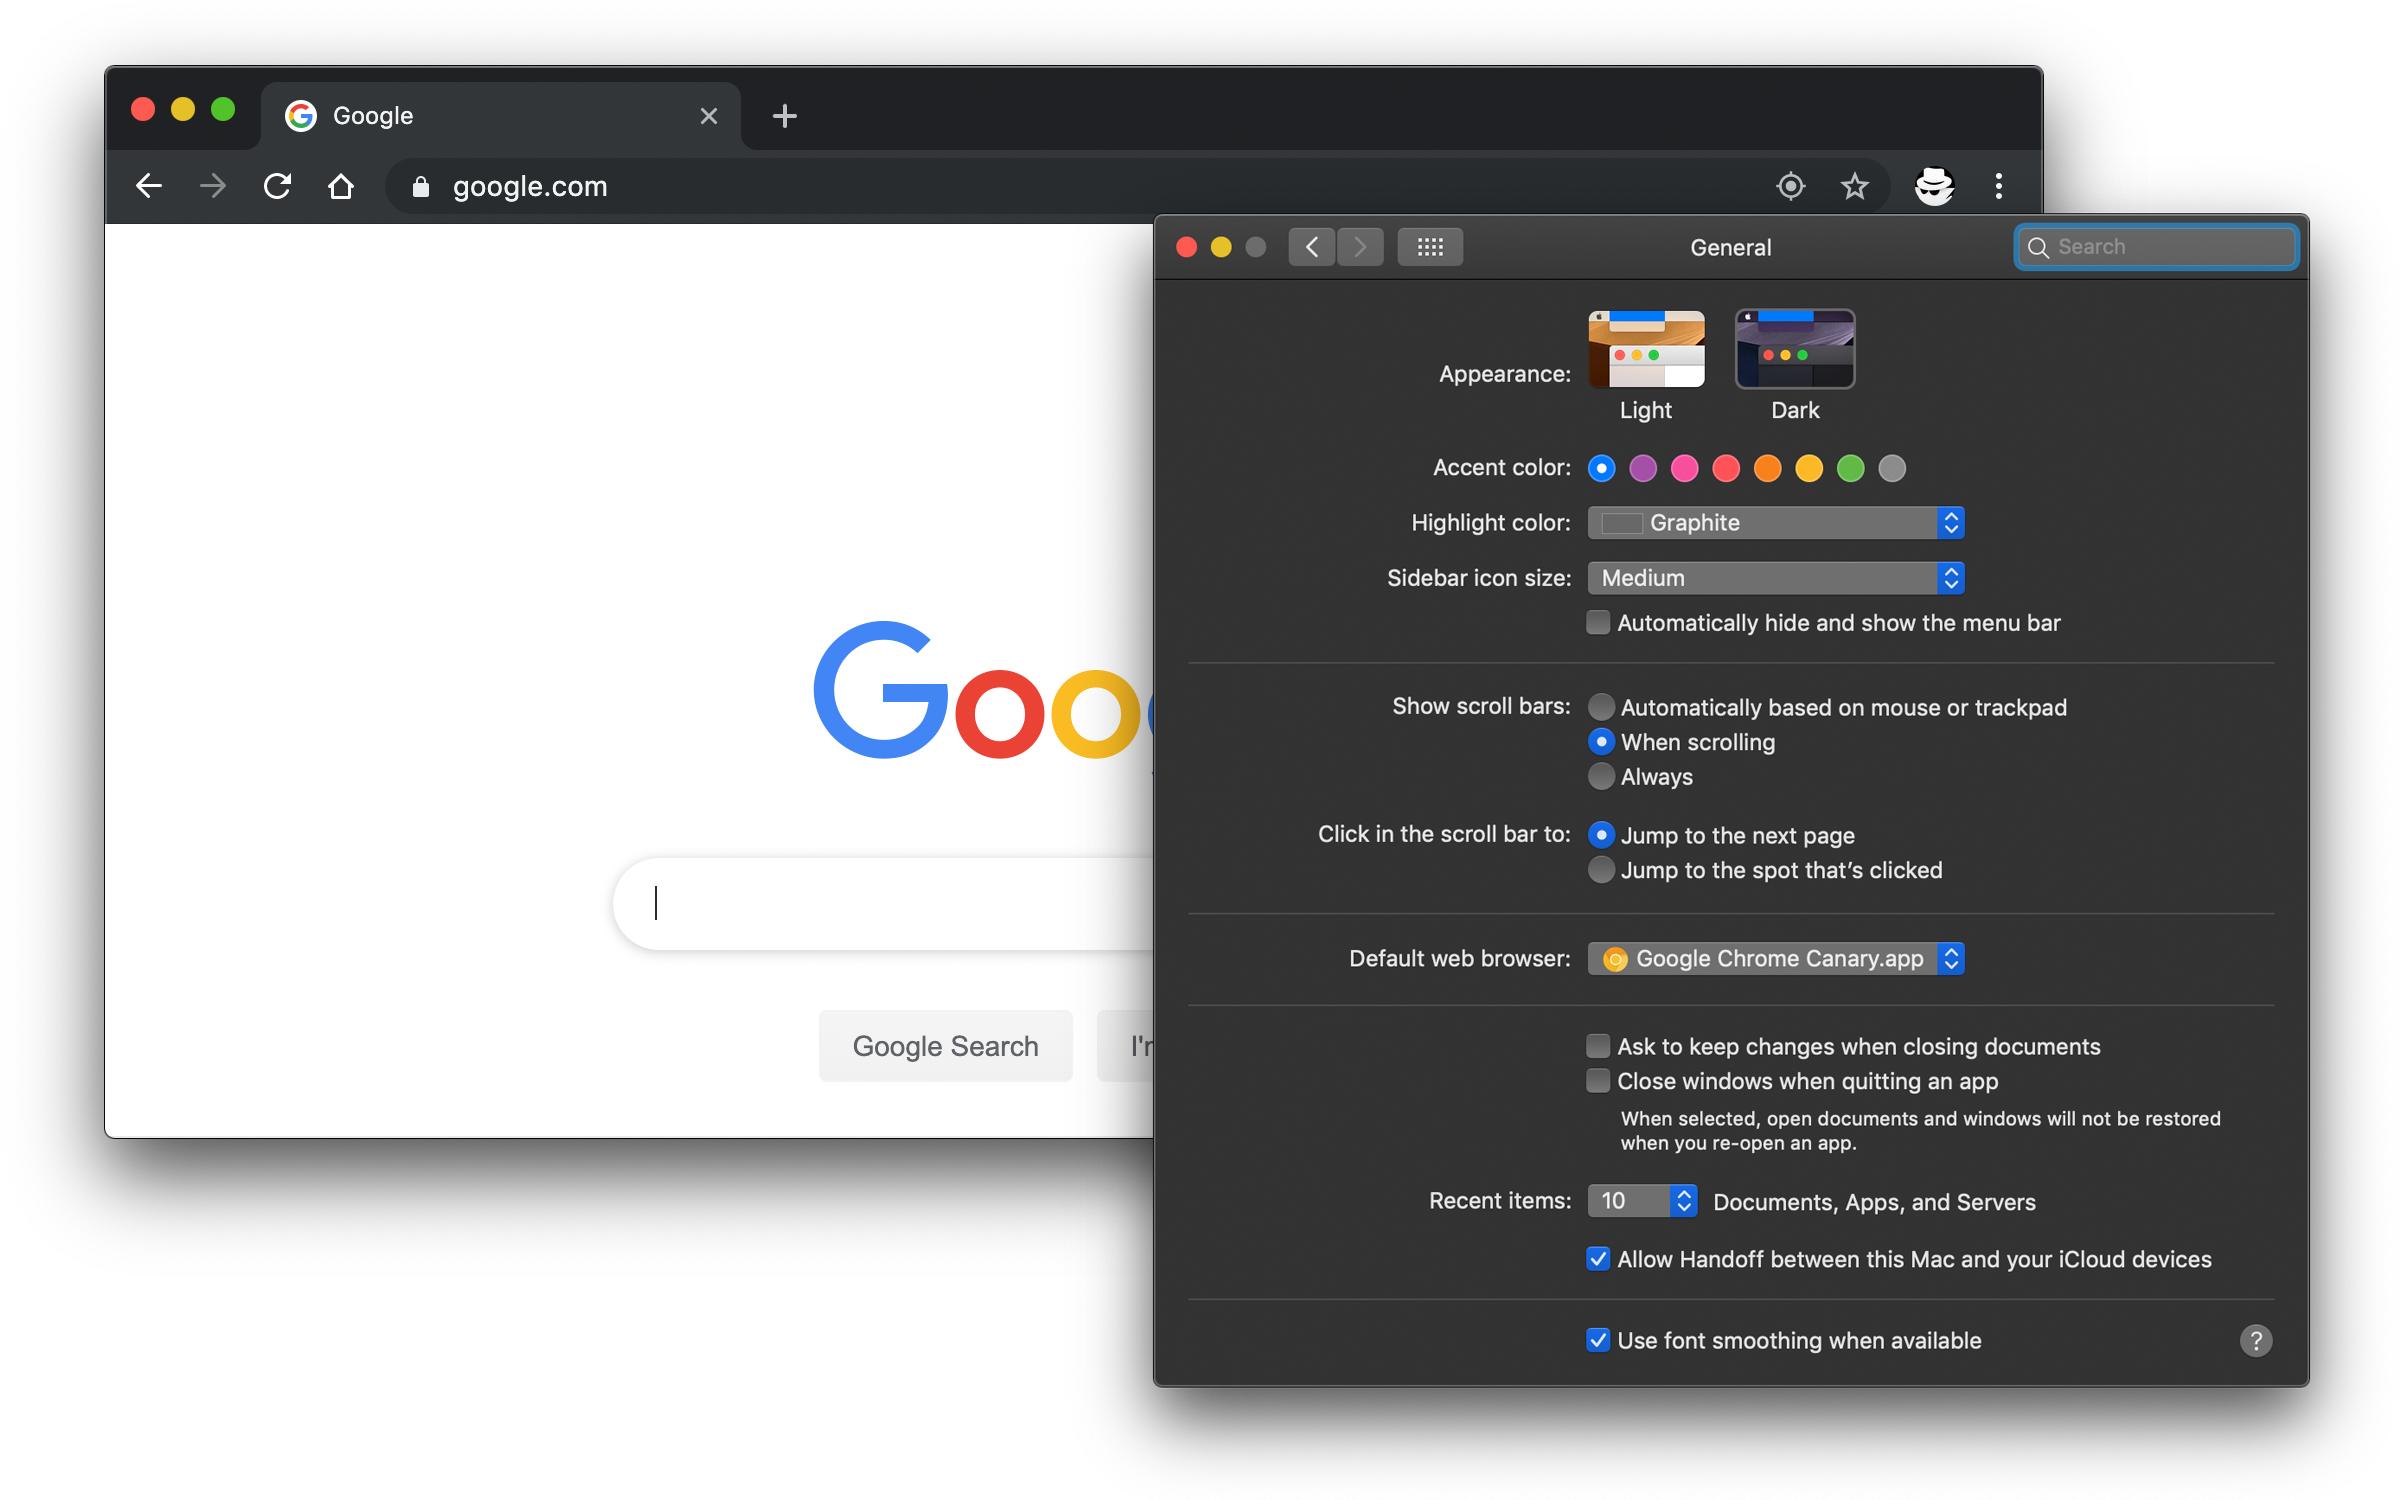 Google
google.com
Goo
Google Search
General
Search
Appearance:
Light
Dark
Accent color:
Highlight color:
Graphite
Sidebar icon size:
Medium
Automatically hide and show the menu bar
Show scroll bars:
Automatically based on mouse or trackpad
When scrolling
Always
Click in the scroll bar to:
Jump to the next page
Jump to the spot that’s clicked
Default web browser:
Google Chrome Canary.app
Ask to keep changes when closing documents
Close windows when quitting an app
When selected, open documents and windows will not be restored
when you re-open an app.
Recent items:
10
Documents, Apps, and Servers
Allow Handoff between this Mac and your iCloud devices
Use font smoothing when available
?